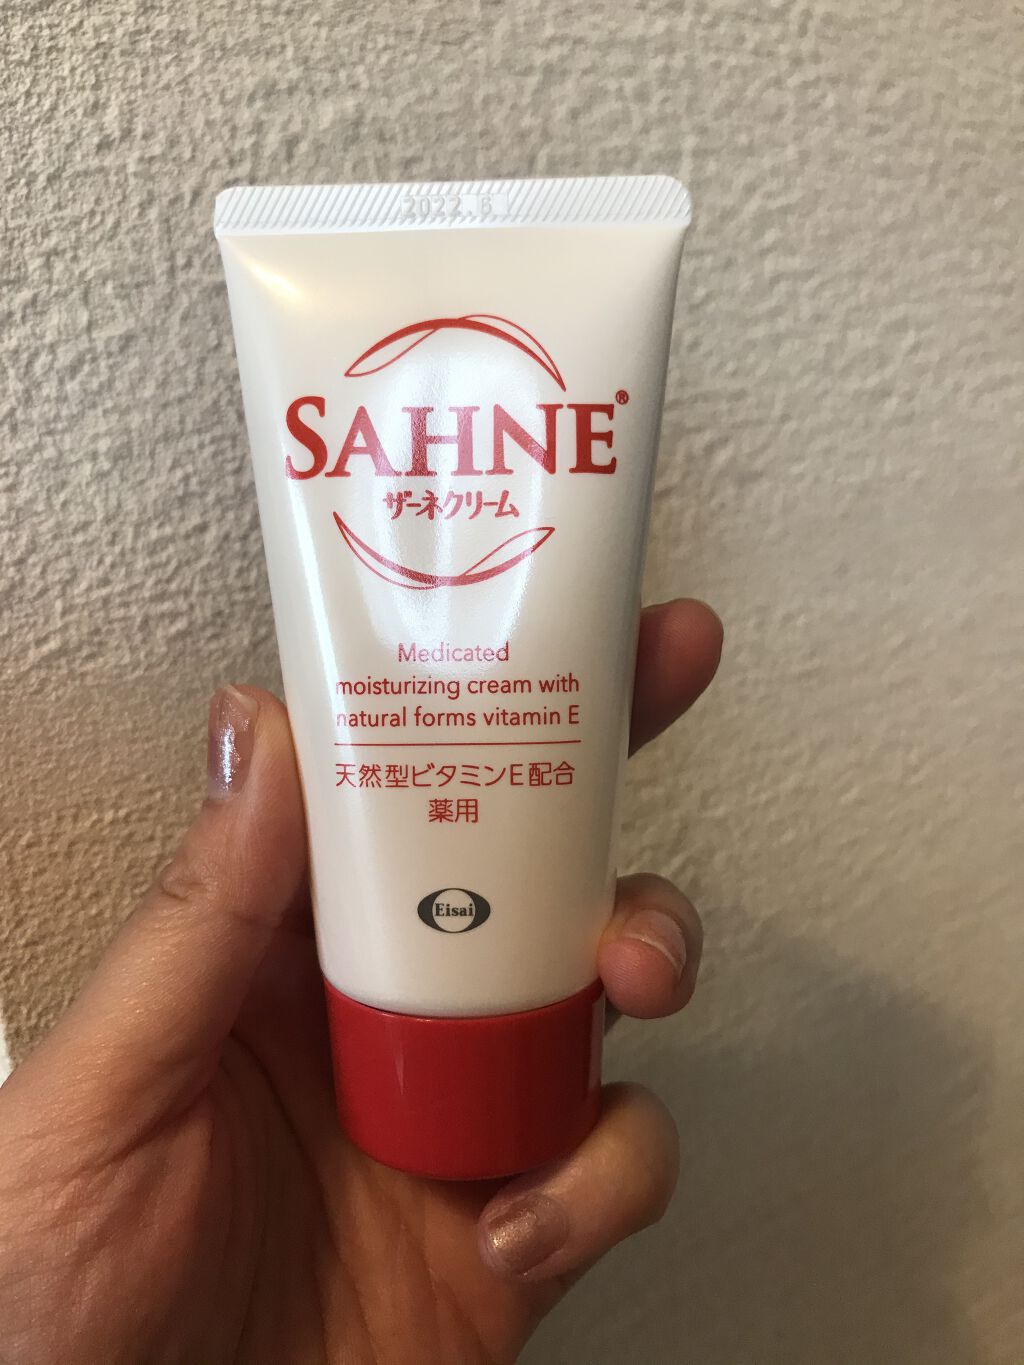 2022.6
SAHNE®
ザーネクリーム
Medicated
moisturizing cream with
natural forms vitamin E
天然型ビタミンE配合
薬用
Eisai